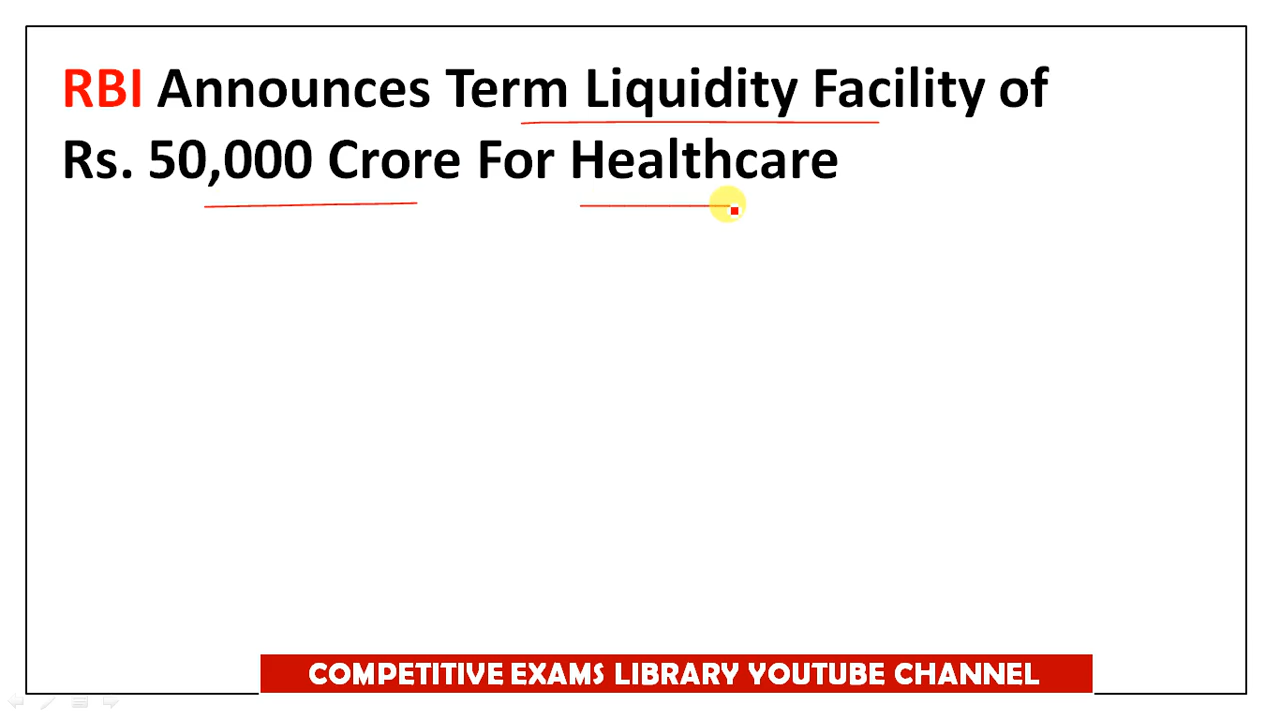 RBI Announces Term Liquidity Facility of
Rs. 50,000 Crore For Healthcare
COMPETITIVE EXAMS LIBRARY YOUTUBE CHANNEL